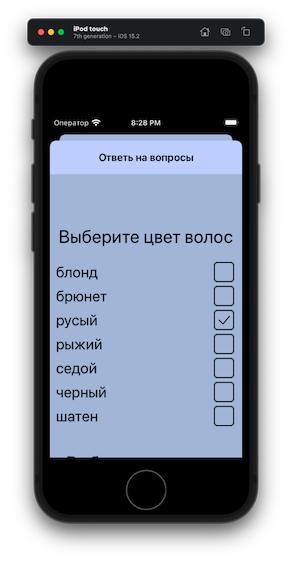 iPod touch
7th generation – iOS 15.2
Оператор 8:28 PM
Ответь на вопросы
Выберите цвет волос
блонд
брюнет
русый
рыжий
седой
черный
шатен